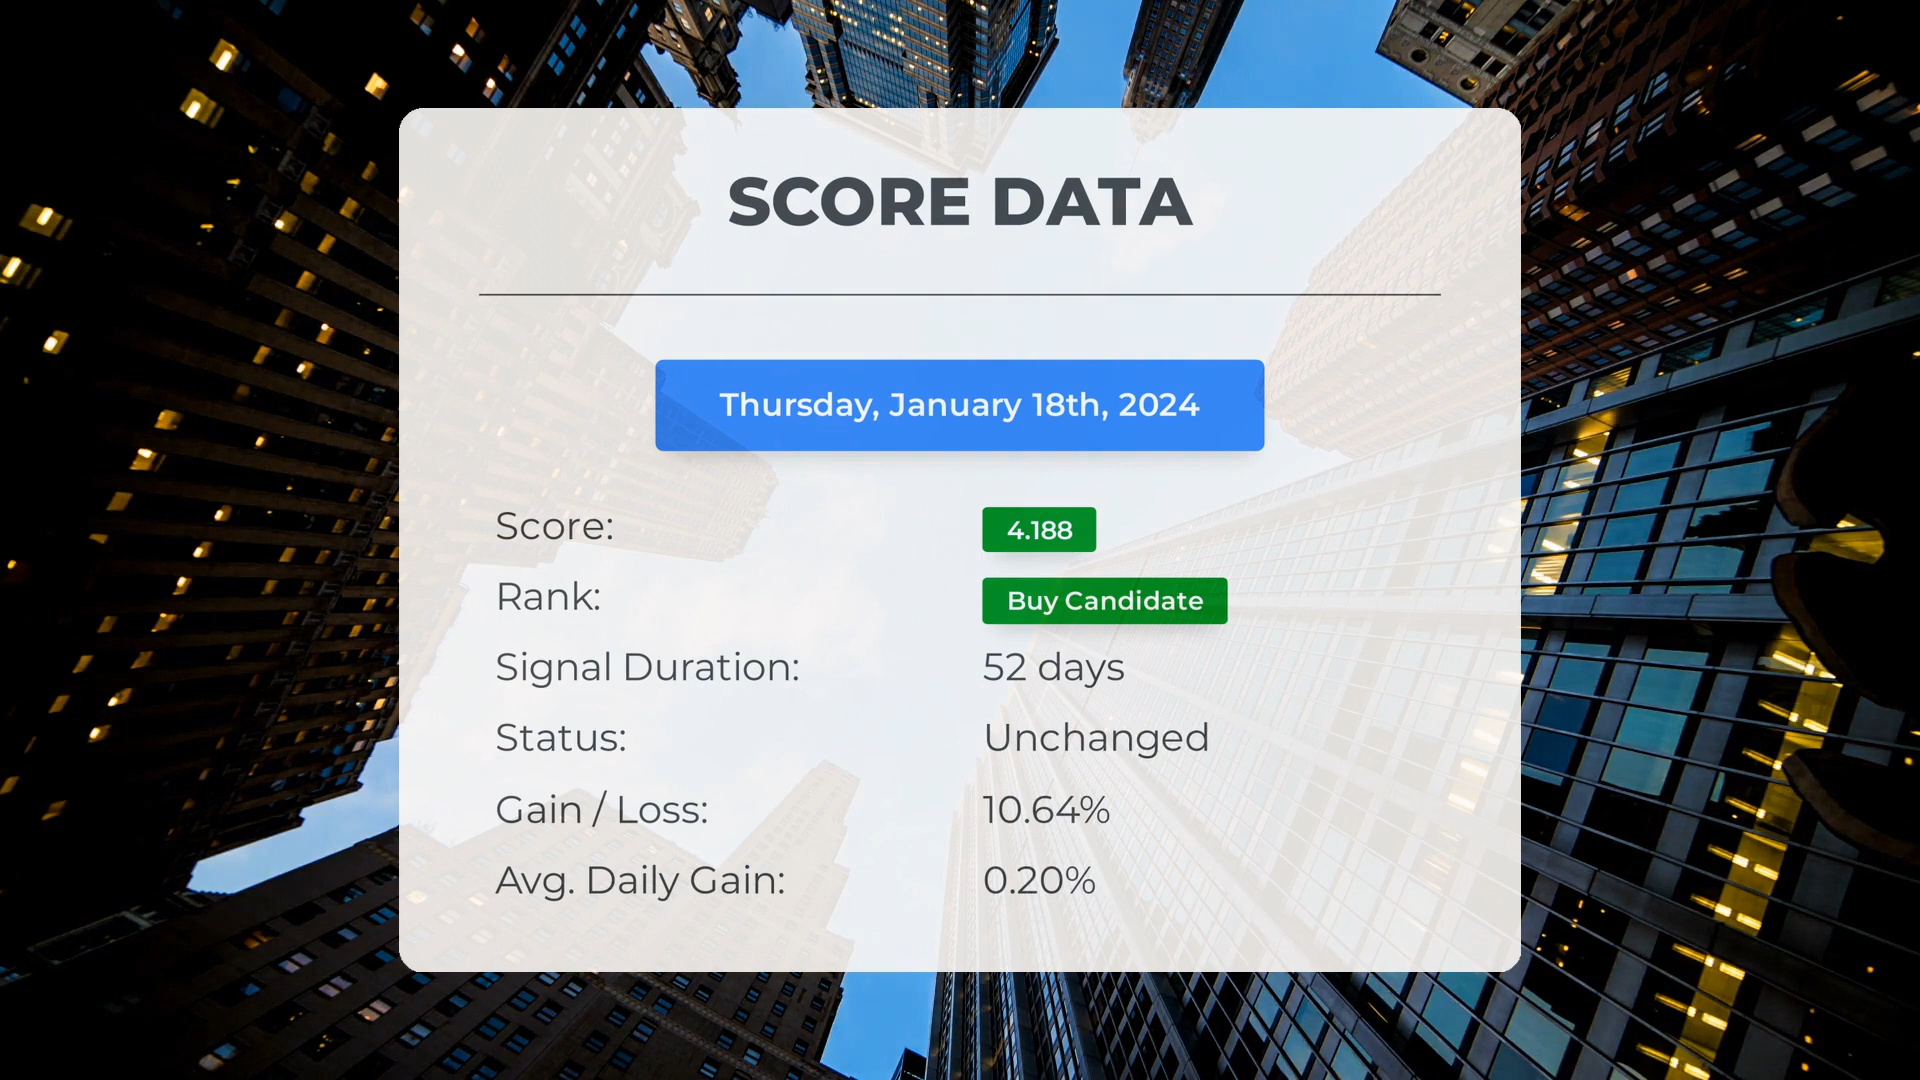 SCORE DATA
Thursday, January 18th, 2024
Score: 4.188
Rank: Buy Candidate
Signal Duration: 52 days
Status: Unchanged
Gain / Loss: 10.64%
Avg. Daily Gain: 0.20%